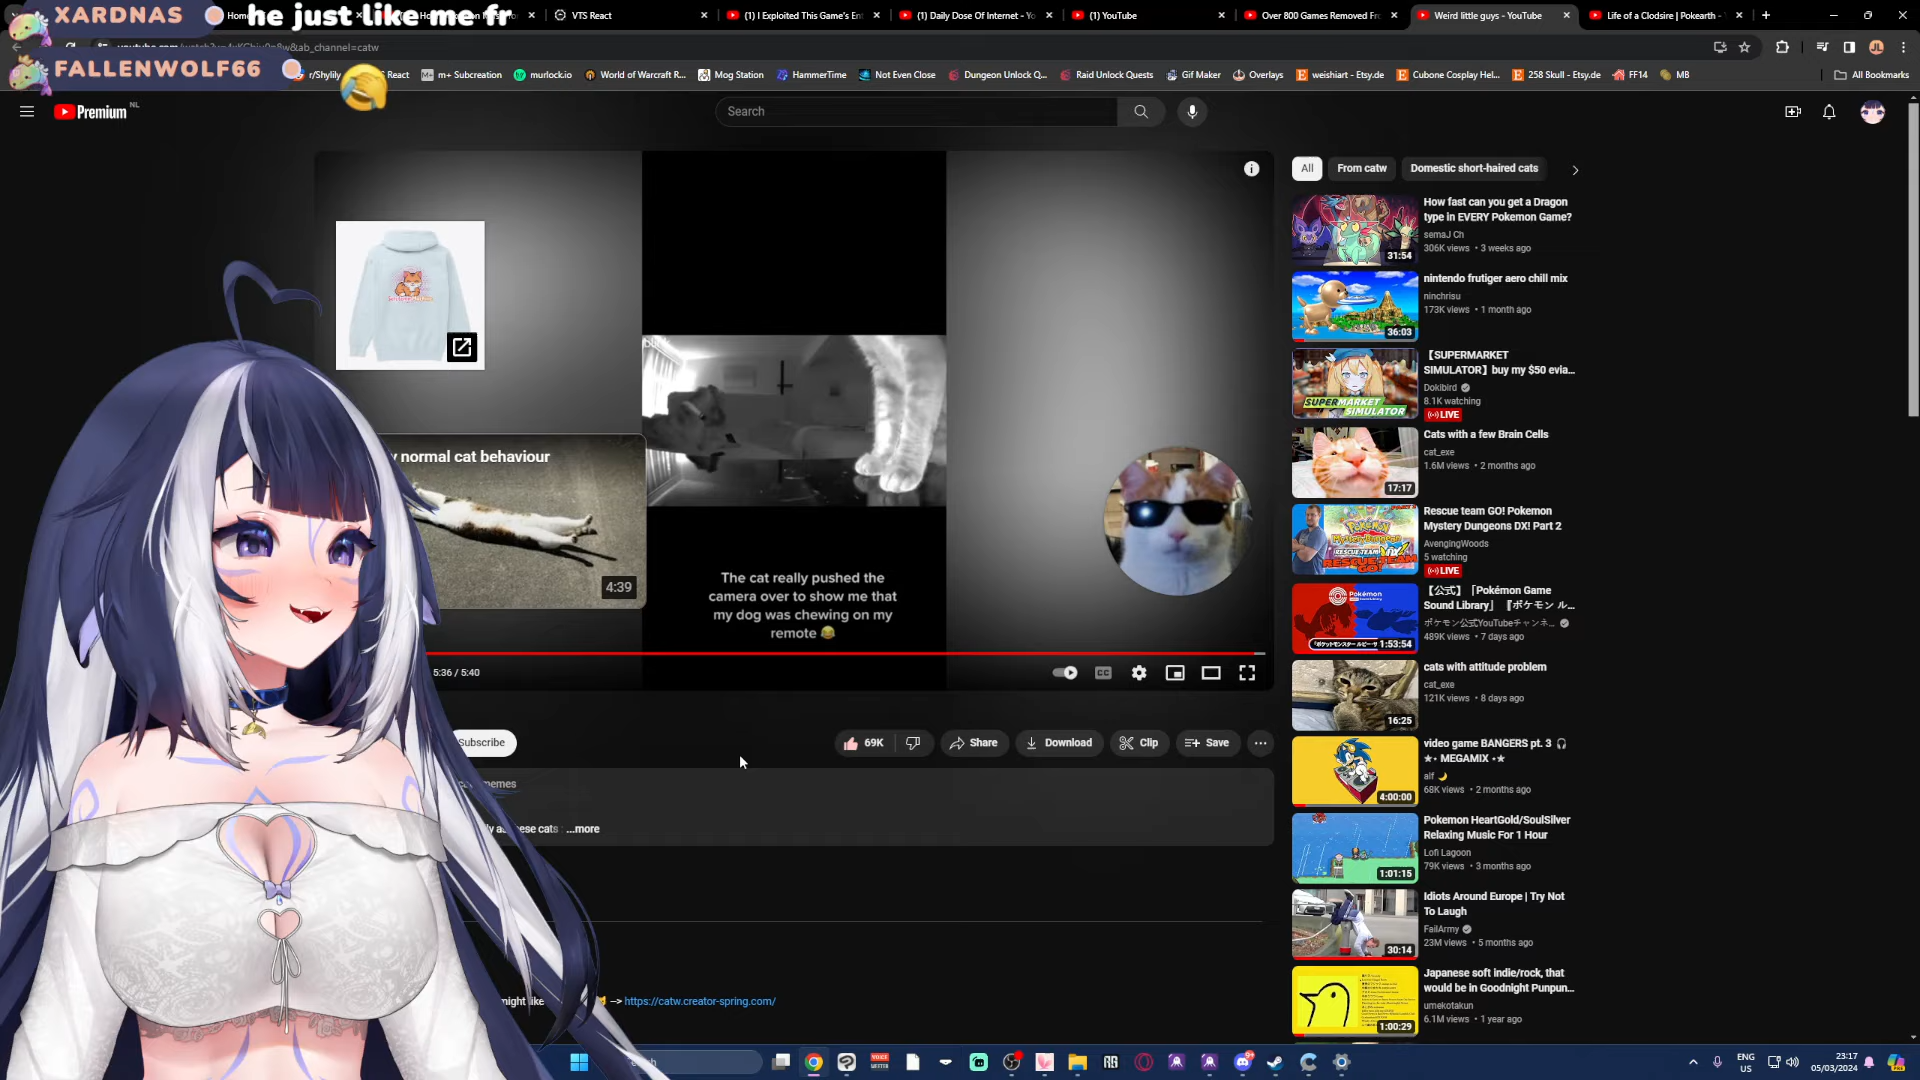 XARDNAS
he just like me fr
FALLENWOLF66
VTS React
(1) I Exploited This Game's En
(1) Daily Dose Of Internet - Yo
(1) YouTube
Over 800 Games Removed Fr
Weird little guys - YouTube
Life of a Clodsire | Pokearth -
r/Shylily
React
m+ Subcreation
murlock.io
World of Warcraft R...
Mog Station
HammerTime
Not Even Close
Dungeon Unlock Q...
Raid Unlock Quests
Gif Maker
Overlays
weishiart - Etsy.de
Cubone Cosplay Hel...
258 Skull - Etsy.de
FF14
MB
All Bookmarks
Premium
NL
Search
All
From catw
Domestic short-haired cats
normal cat behaviour
4:39
The cat really pushed the
camera over to show me that
my dog was chewing on my
remote 😂
5:36 / 5:40
CC
Subscribe
69K
Share
Download
Clip
Save
...more
might like
--> https://catw.creator-spring.com/
How fast can you get a Dragon
type in EVERY Pokemon Game?
semaJ Ch
306K views • 3 weeks ago
31:54
nintendo frutiger aero chill mix
ninchrisu
173K views • 1 month ago
36:03
【SUPERMARKET
SIMULATOR】buy my $50 evia...
Dokibird
8.1K watching
LIVE
SUPERMARKET
SIMULATOR
Cats with a few Brain Cells
cat_exe
1.6M views • 2 months ago
17:17
Rescue team GO! Pokemon
Mystery Dungeons DX! Part 2
AvengingWoods
5 watching
LIVE
【公式】「Pokémon Game
Sound Library」『ポケモン ル...
ポケモン公式YouTubeチャンネ...
489K views • 7 days ago
1:53:54
cats with attitude problem
cat_exe
121K views • 8 days ago
16:25
video game BANGERS pt. 3 🎧
★• MEGAMIX •★
alf 🌙
68K views • 2 months ago
4:00:00
Pokemon HeartGold/SoulSilver
Relaxing Music For 1 Hour
Lofi Lagoon
79K views • 3 months ago
1:01:15
Idiots Around Europe | Try Not
To Laugh
FailArmy
23M views • 5 months ago
30:14
Japanese soft indie/rock, that
would be in Goodnight Punpun...
umekotakun
6.1M views • 1 year ago
1:00:29
ENG
US
23:17
05/03/2024